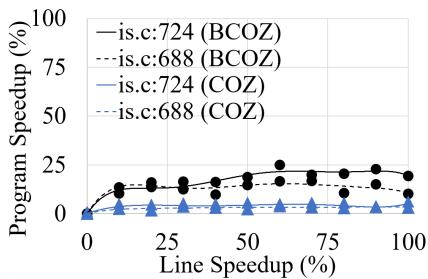 Program Speedup (%)
100
75
50
25
0
is.c:724 (BCOZ)
is.c:688 (BCOZ)
is.c:724 (COZ)
is.c:688 (COZ)
0 25 50 75 100
Line Speedup (%)